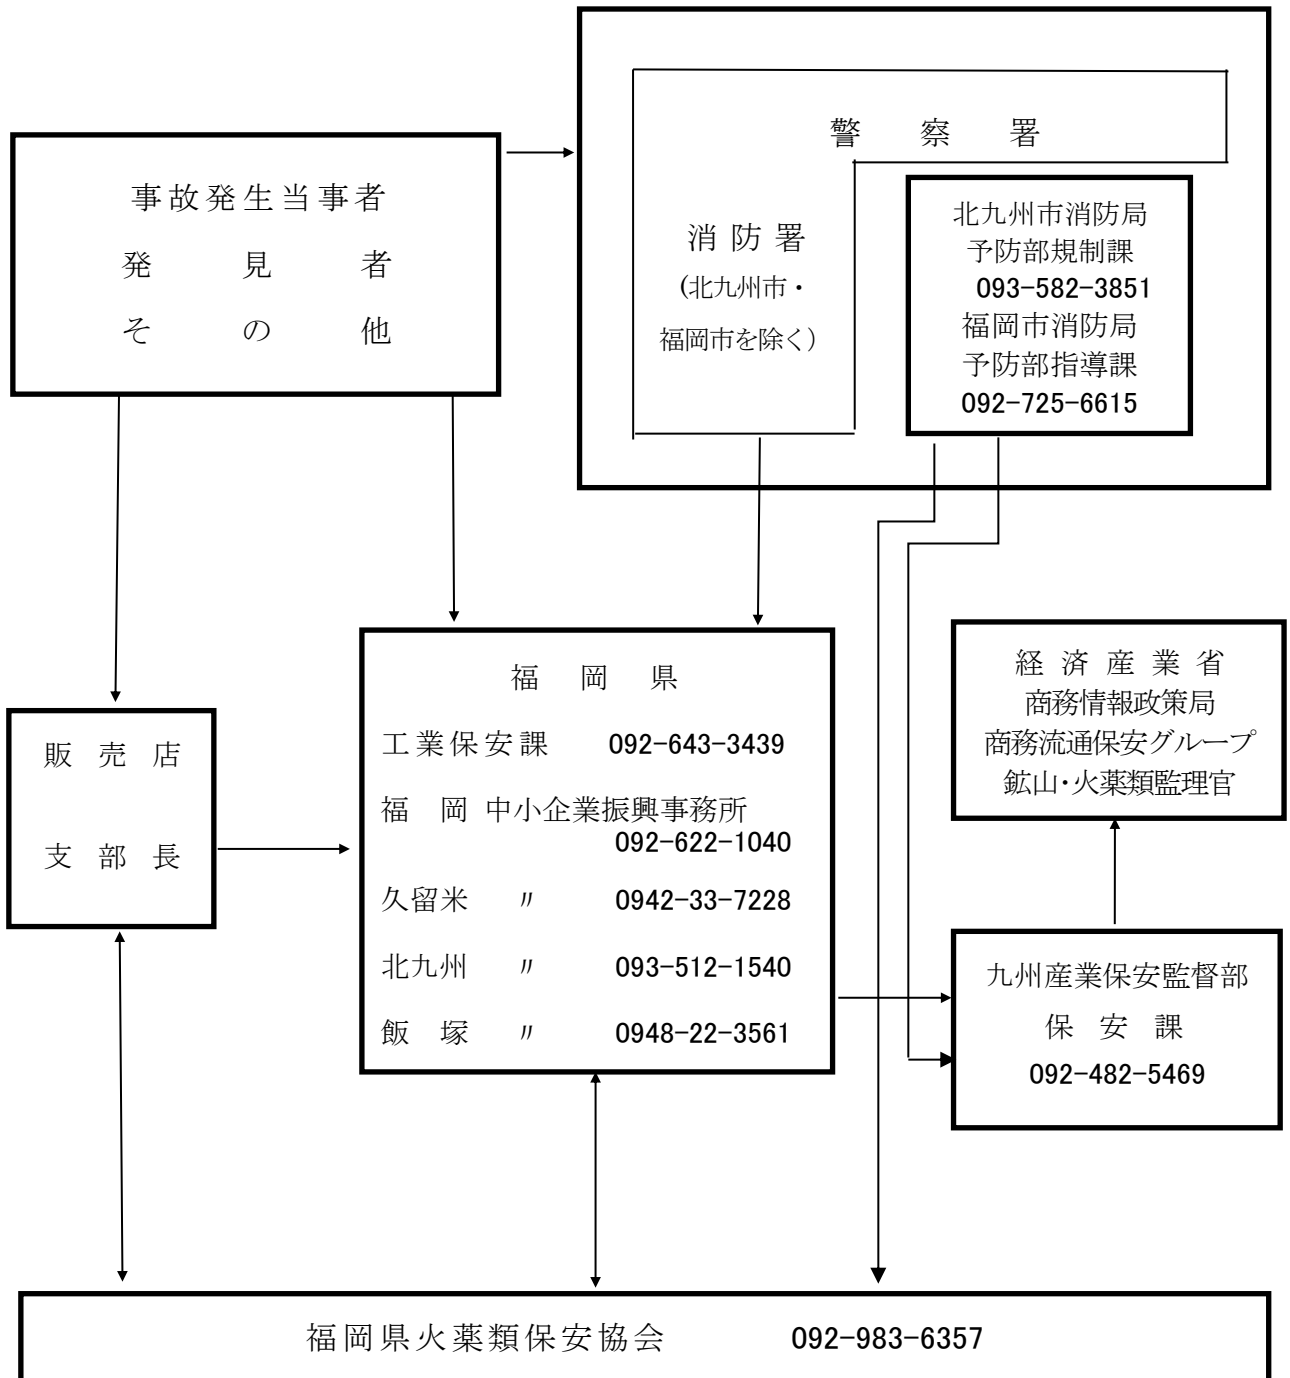 警察署
事故発生当事者
発見者
その他
消防署
(北九州市・
福岡市を除く)
北九州市消防局
予防部規制課
093-582-3851
福岡市消防局
予防部指導課
092-725-6615
福岡県
工業保安課 092-643-3439
福岡 中小企業振興事務所
092-622-1040
久留米 〃 0942-33-7228
北九州 〃 093-512-1540
飯塚 〃 0948-22-3561
販売店
支部長
経済産業省
商務情報政策局
商務流通保安グループ
鉱山・火薬類監理官
九州産業保安監督部
保安課
092-482-5469
福岡県火薬類保安協会 092-983-6357